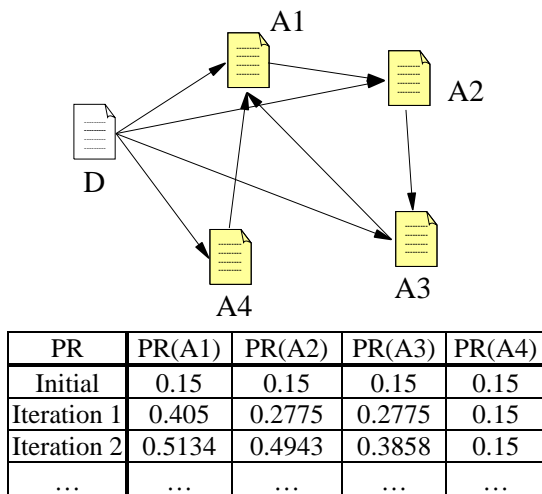 A1
A2
D
A4
A3
PR PR(A1) PR(A2) PR(A3) PR(A4)
Initial 0.15 0.15 0.15 0.15
Iteration 1 0.405 0.2775 0.2775 0.15
Iteration 2 0.5134 0.4943 0.3858 0.15
… … … … …